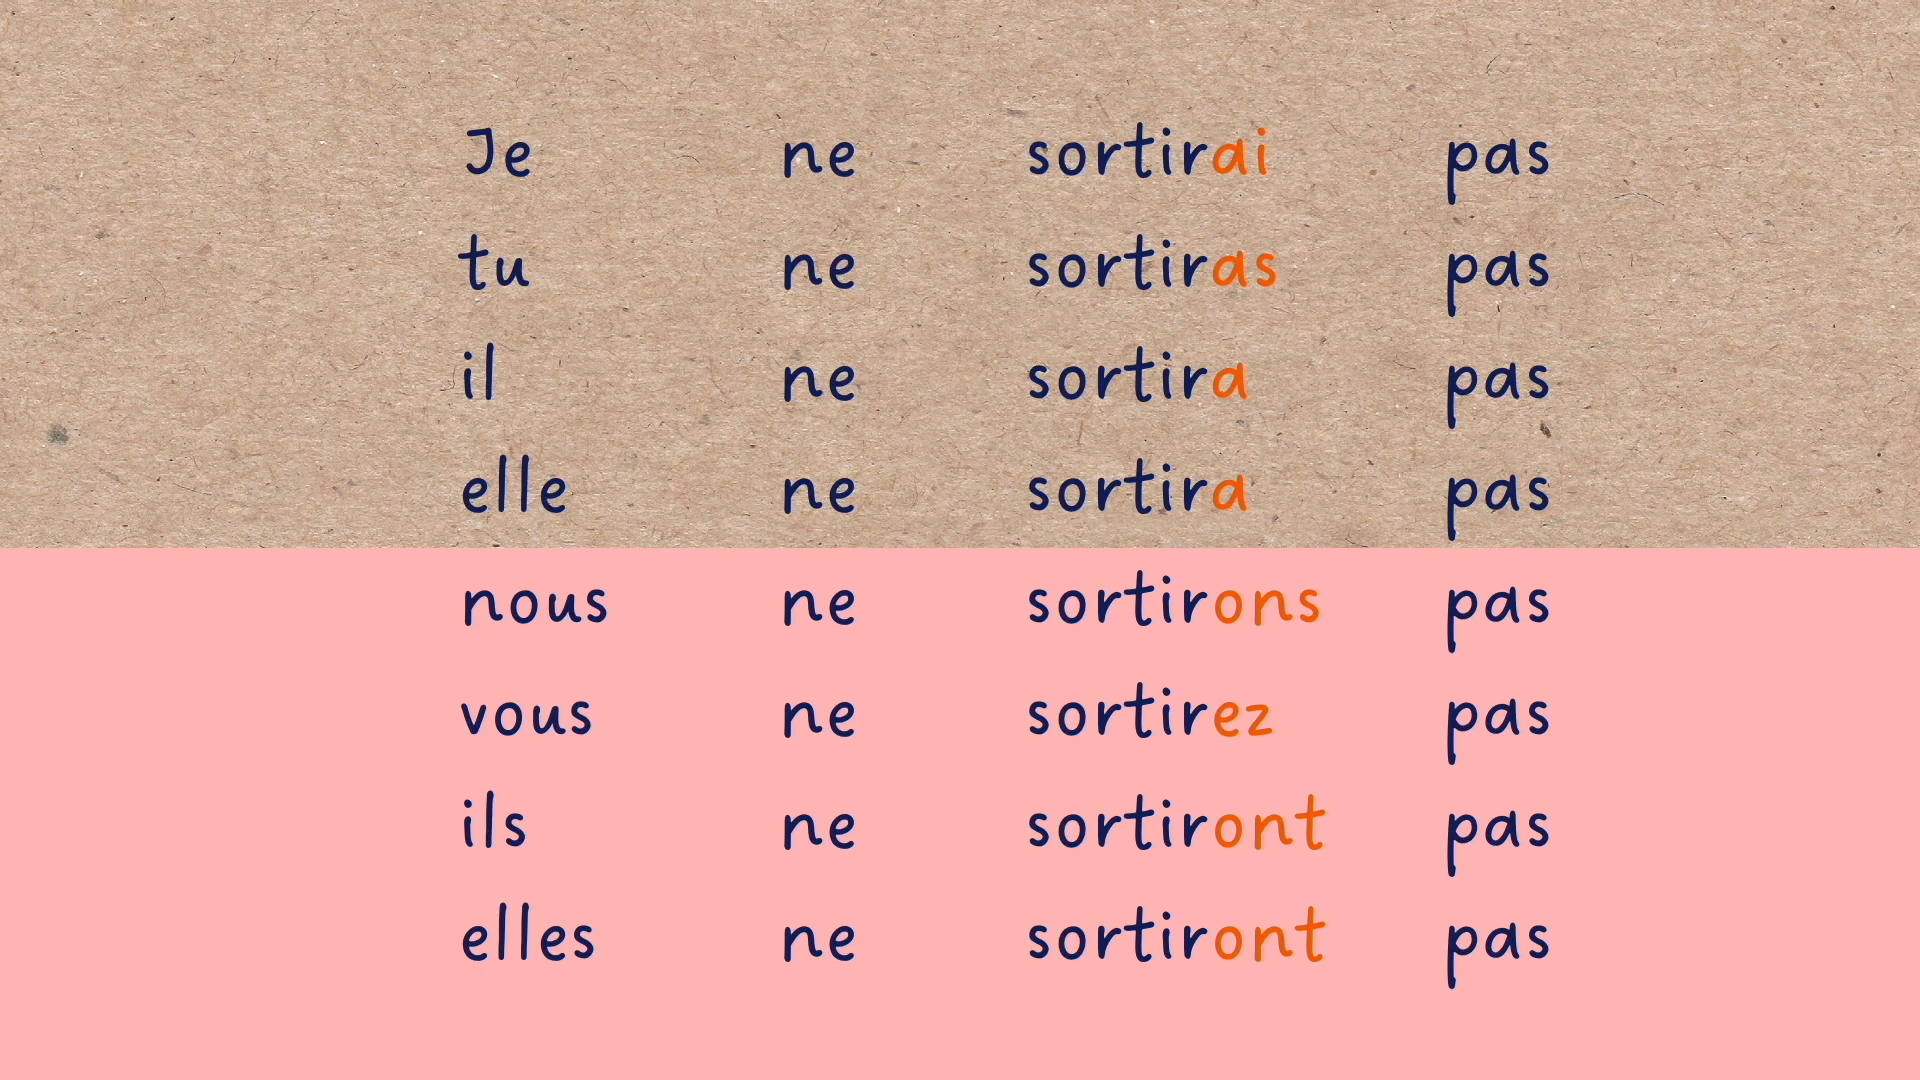 Je ne sortirai pas
tu ne sortiras pas
il ne sortira pas
elle ne sortira pas
nous ne sortirons pas
vous ne sortirez pas
ils ne sortiront pas
elles ne sortiront pas